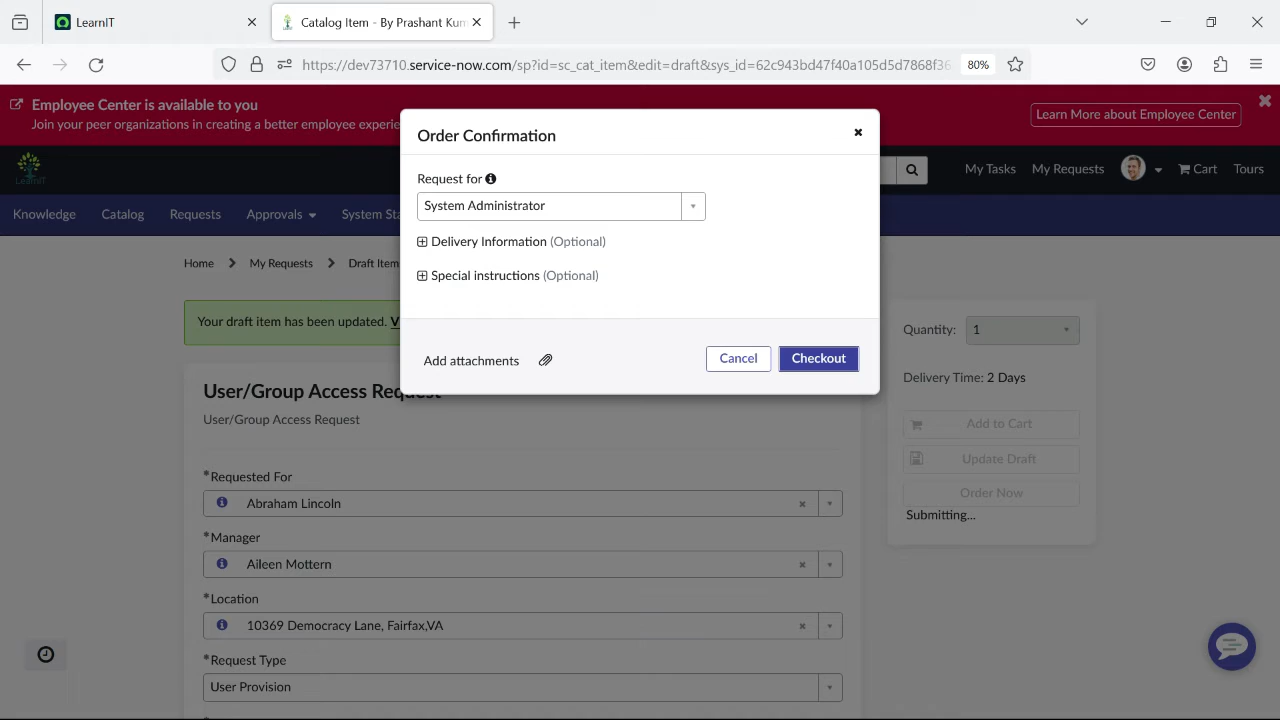 LearnIT
Catalog Item - By Prashant Kum
https://dev73710.service-now.com/sp?id=sc_cat_item&edit=draft&sys_id=62c943bd47f40a105d5d7868f36
80%
Employee Center is available to you
Join your peer organizations in creating a better employee experie
Learn More about Employee Center
LearnIT
My Tasks
My Requests
Cart
Tours
Knowledge
Catalog
Requests
Approvals
System Sta
Home
My Requests
Draft Item
Your draft item has been updated. V
Order Confirmation
Request for
System Administrator
Delivery Information (Optional)
Special instructions (Optional)
Add attachments
Cancel
Checkout
User/Group Access Request
User/Group Access Request
*Requested For
Abraham Lincoln
*Manager
Aileen Mottern
*Location
10369 Democracy Lane, Fairfax,VA
*Request Type
User Provision
Quantity: 1
Delivery Time: 2 Days
Add to Cart
Update Draft
Order Now
Submitting...